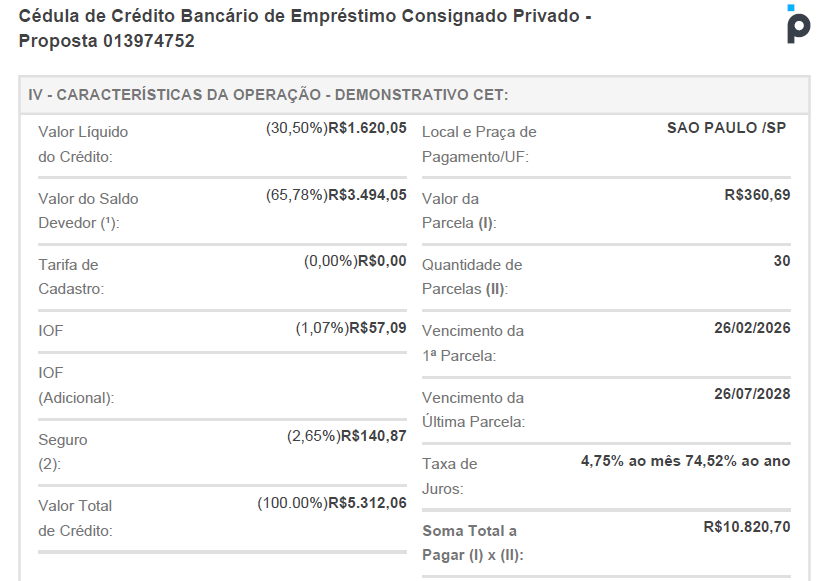 Cédula de Crédito Bancário de Empréstimo Consignado Privado -
Proposta 013974752
IV - CARACTERÍSTICAS DA OPERAÇÃO - DEMONSTRATIVO CET:
Valor Líquido
do Crédito:
(30,50%)R$1.620,05
Valor do Saldo
Devedor (¹):
(65,78%)R$3.494,05
Tarifa de
Cadastro:
(0,00%)R$0,00
IOF
(1,07%)R$57,09
IOF
(Adicional):
Seguro
(2):
(2,65%)R$140,87
Valor Total
de Crédito:
(100.00%)R$5.312,06
Local e Praça de
Pagamento/UF:
SAO PAULO /SP
Valor da
Parcela (I):
R$360,69
Quantidade de
Parcelas (II):
30
Vencimento da
1ª Parcela:
26/02/2026
Vencimento da
Última Parcela:
26/07/2028
Taxa de
Juros:
4,75% ao mês 74,52% ao ano
Soma Total a
Pagar (I) x (II):
R$10.820,70